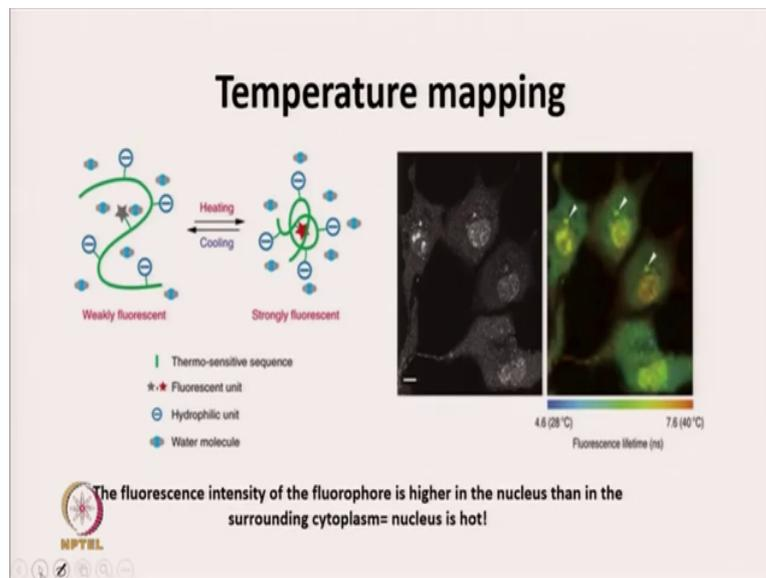 Temperature mapping
Heating
Cooling
Weakly fluorescent
Strongly fluorescent
Thermo-sensitive sequence
Fluorescent unit
Hydrophilic unit
Water molecule
4.6 (28 °C)
7.6 (40 °C)
Fluorescence lifetime (ns)
The fluorescence intensity of the fluorophore is higher in the nucleus than in the
surrounding cytoplasm= nucleus is hot!
NPTEL